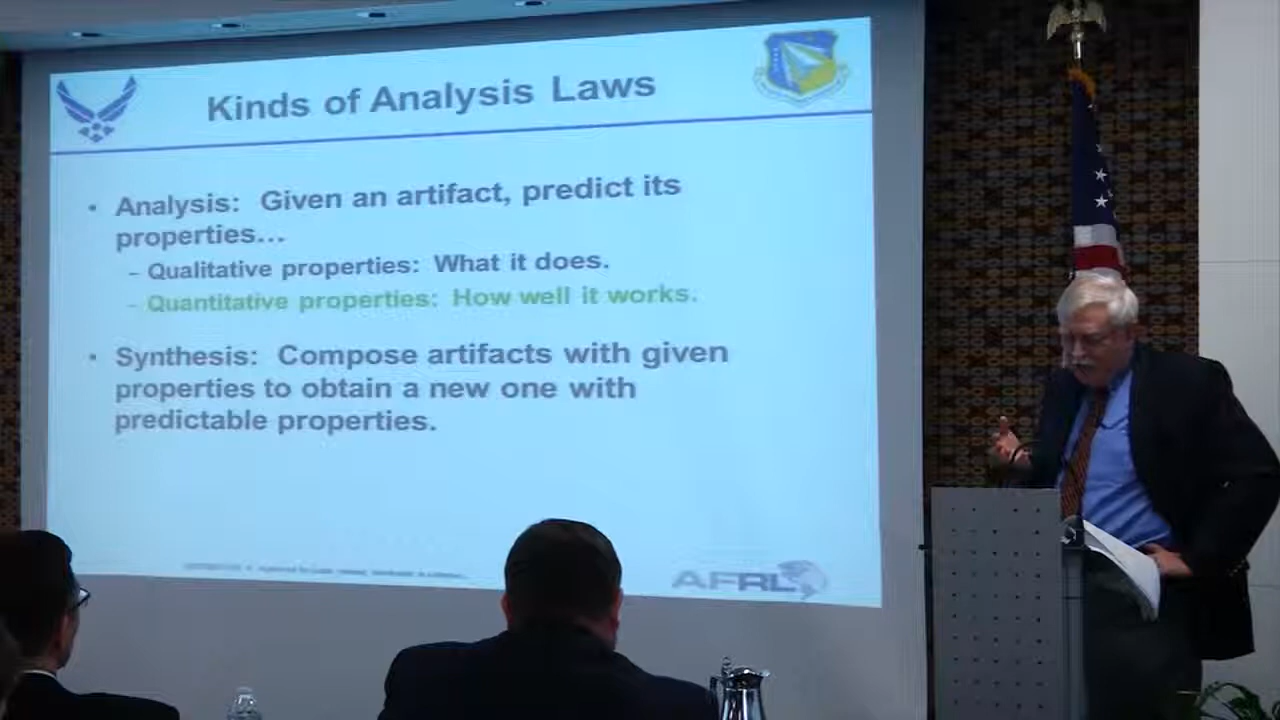 Kinds of Analysis Laws
• Analysis: Given an artifact, predict its
properties...
– Qualitative properties: What it does.
– Quantitative properties: How well it works.
• Synthesis: Compose artifacts with given
properties to obtain a new one with
predictable properties.
AFRL